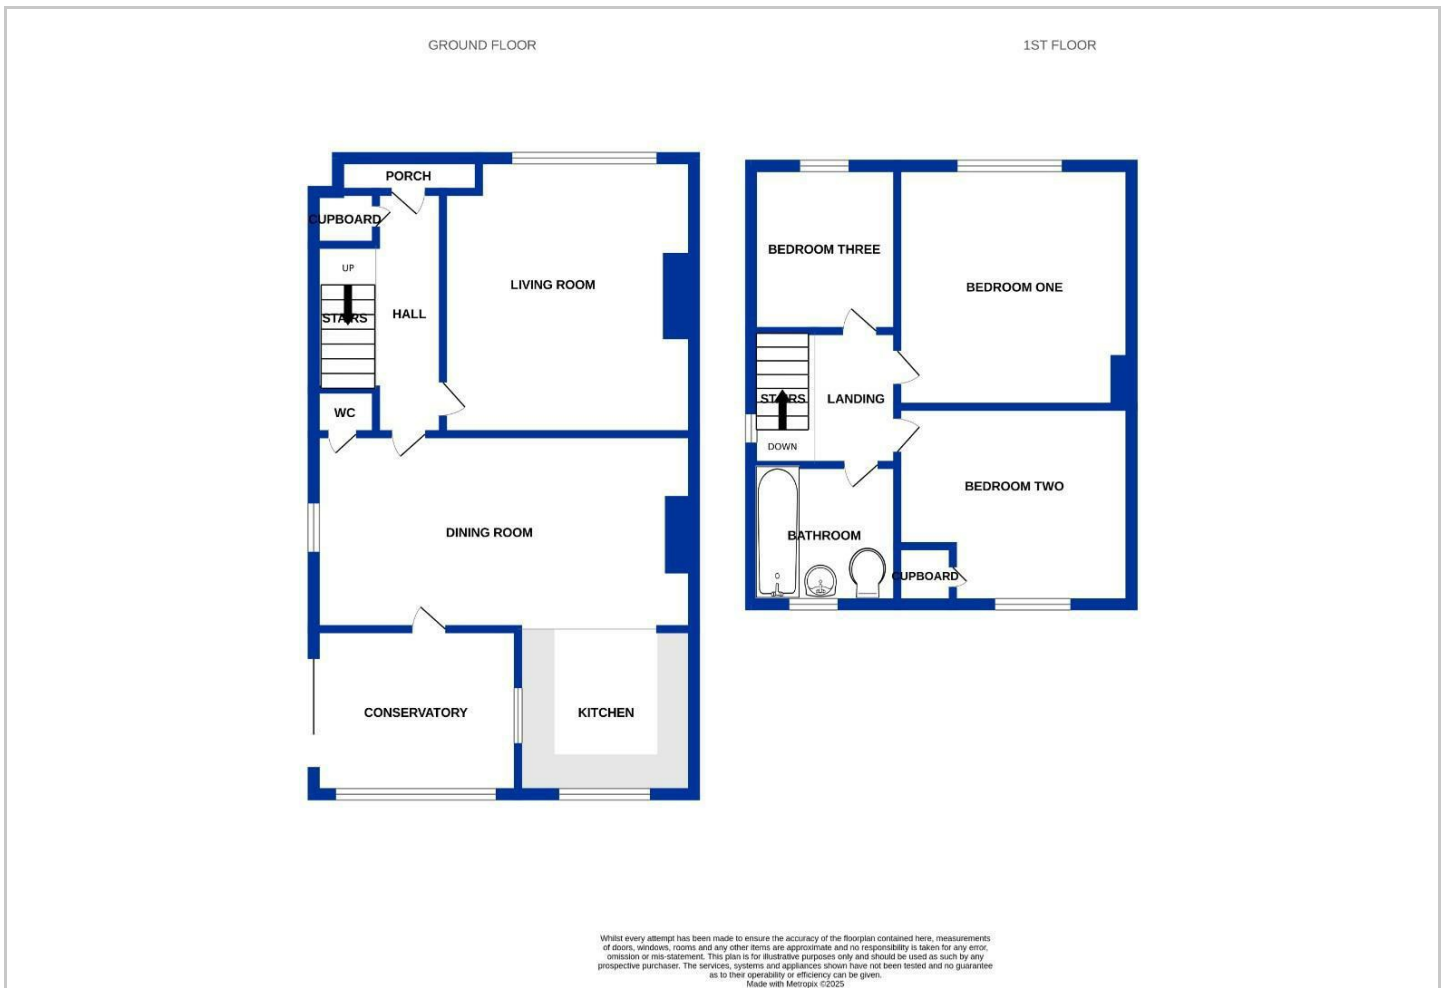 GROUND FLOOR
1ST FLOOR
PORCH
CUPBOARD
UP
STAIRS
HALL
LIVING ROOM
WC
DINING ROOM
CONSERVATORY
KITCHEN
BEDROOM THREE
BEDROOM ONE
STAIRS
LANDING
DOWN
BEDROOM TWO
BATHROOM
CUPBOARD
Whilst every attempt has been made to ensure the accuracy of the floorplan contained here, measurements
of doors, windows, rooms and any other items are approximate and no responsibility is taken for any error,
omission or mis-statement. This plan is for illustrative purposes only and should be used as such by any
prospective purchaser. The services, systems and appliances shown have not been tested and no guarantee
as to their operability or efficiency can be given.
Made with Metropix ©2025